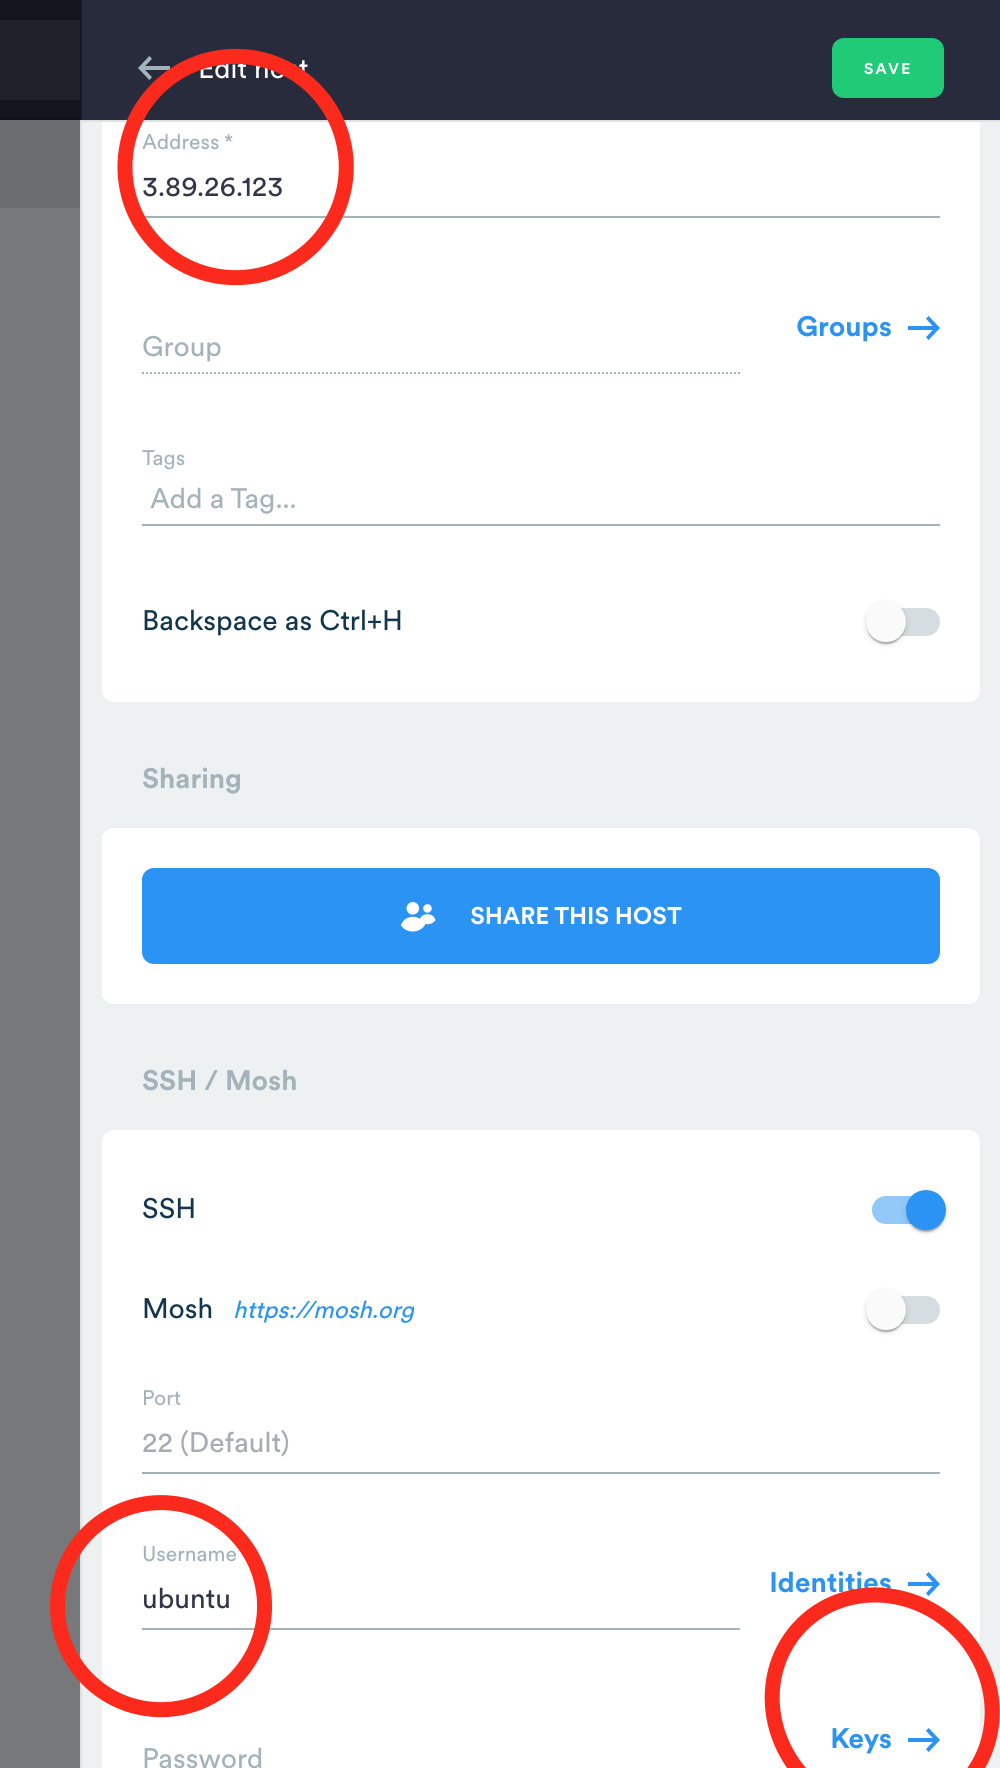 Edit host
SAVE
Address *
3.89.26.123
Groups
Group
Tags
Add a Tag...
Backspace as Ctrl+H
Sharing
SHARE THIS HOST
SSH / Mosh
SSH
Mosh https://mosh.org
Port
22 (Default)
Username
ubuntu
Identities
Keys
Password